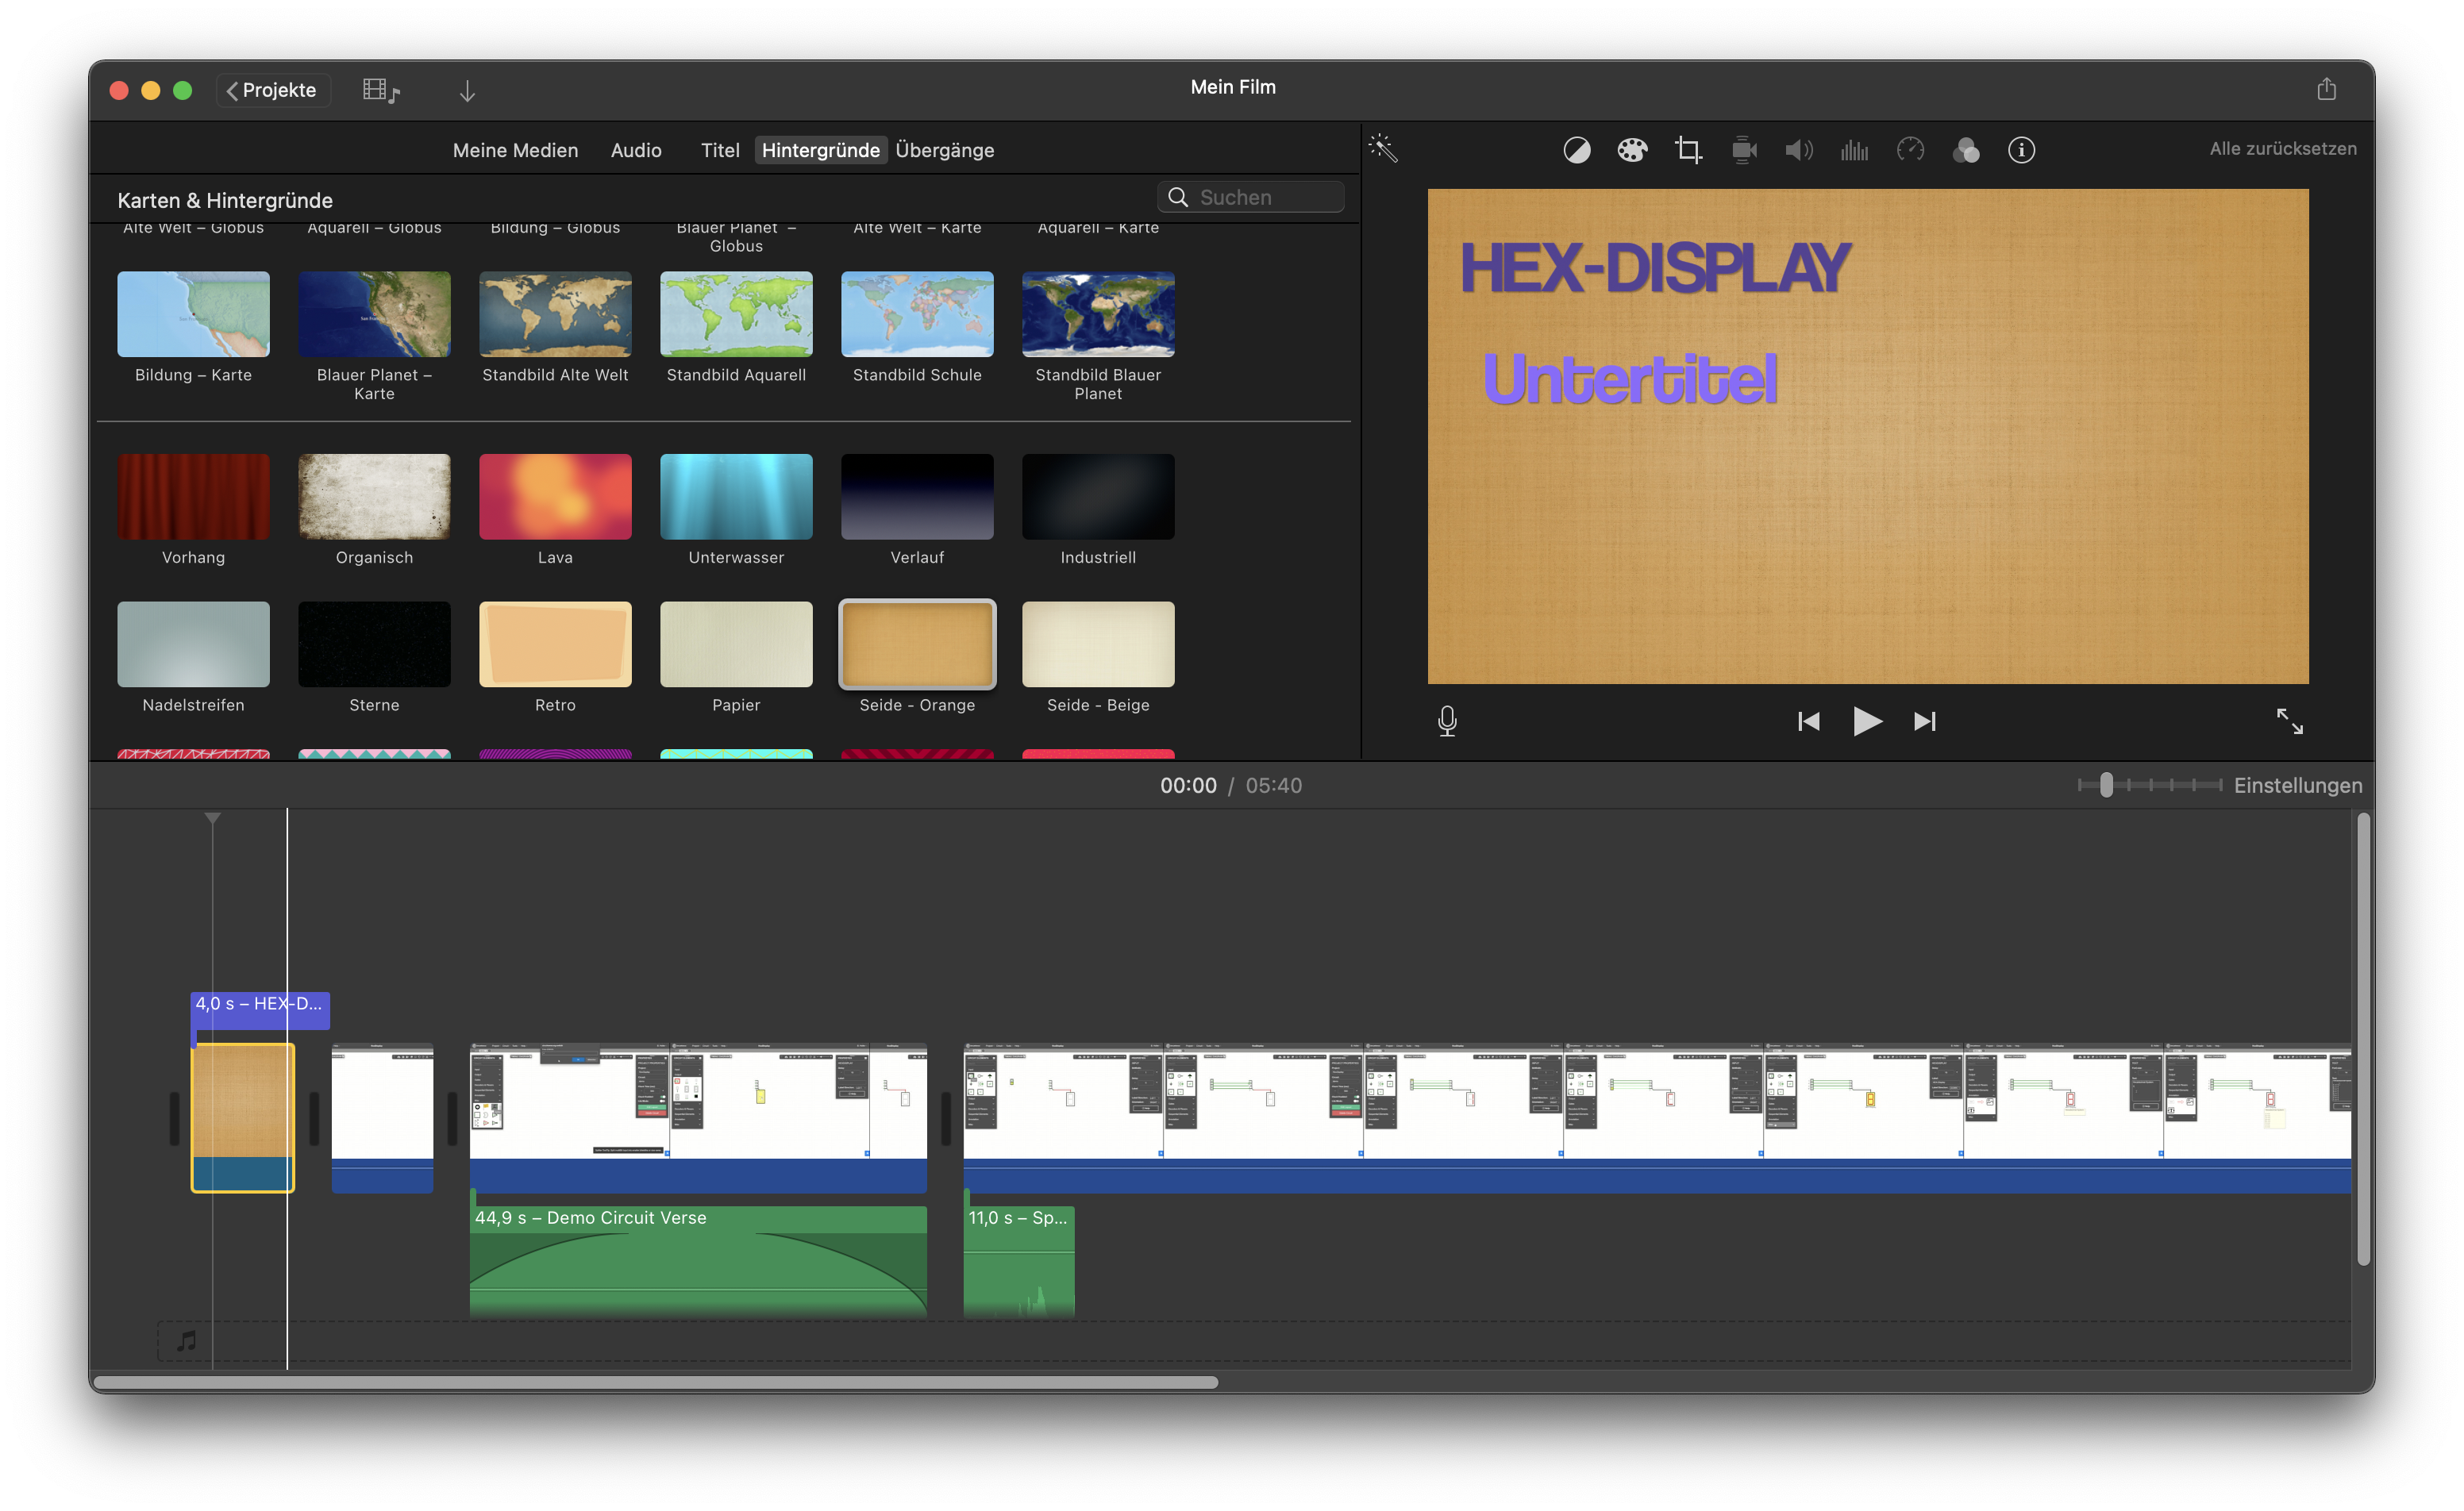 Projekte
Mein Film
Meine Medien
Audio
Titel
Hintergründe
Übergänge
Alle zurücksetzen
Karten & Hintergründe
Suchen
Alte Welt – Globus
Aquarell – Globus
Bildung – Globus
Blauer Planet –
Globus
Alte Welt – Karte
Aquarell – Karte
Bildung – Karte
Blauer Planet –
Karte
Standbild Alte Welt
Standbild Aquarell
Standbild Schule
Standbild Blauer
Planet
Vorhang
Organisch
Lava
Unterwasser
Verlauf
Industriell
Nadelstreifen
Sterne
Retro
Papier
Seide - Orange
Seide - Beige
HEX-DISPLAY
Untertitel
00:00 / 05:40
Einstellungen
4,0 s – HEX-D...
44,9 s – Demo Circuit Verse
11,0 s – Sp...